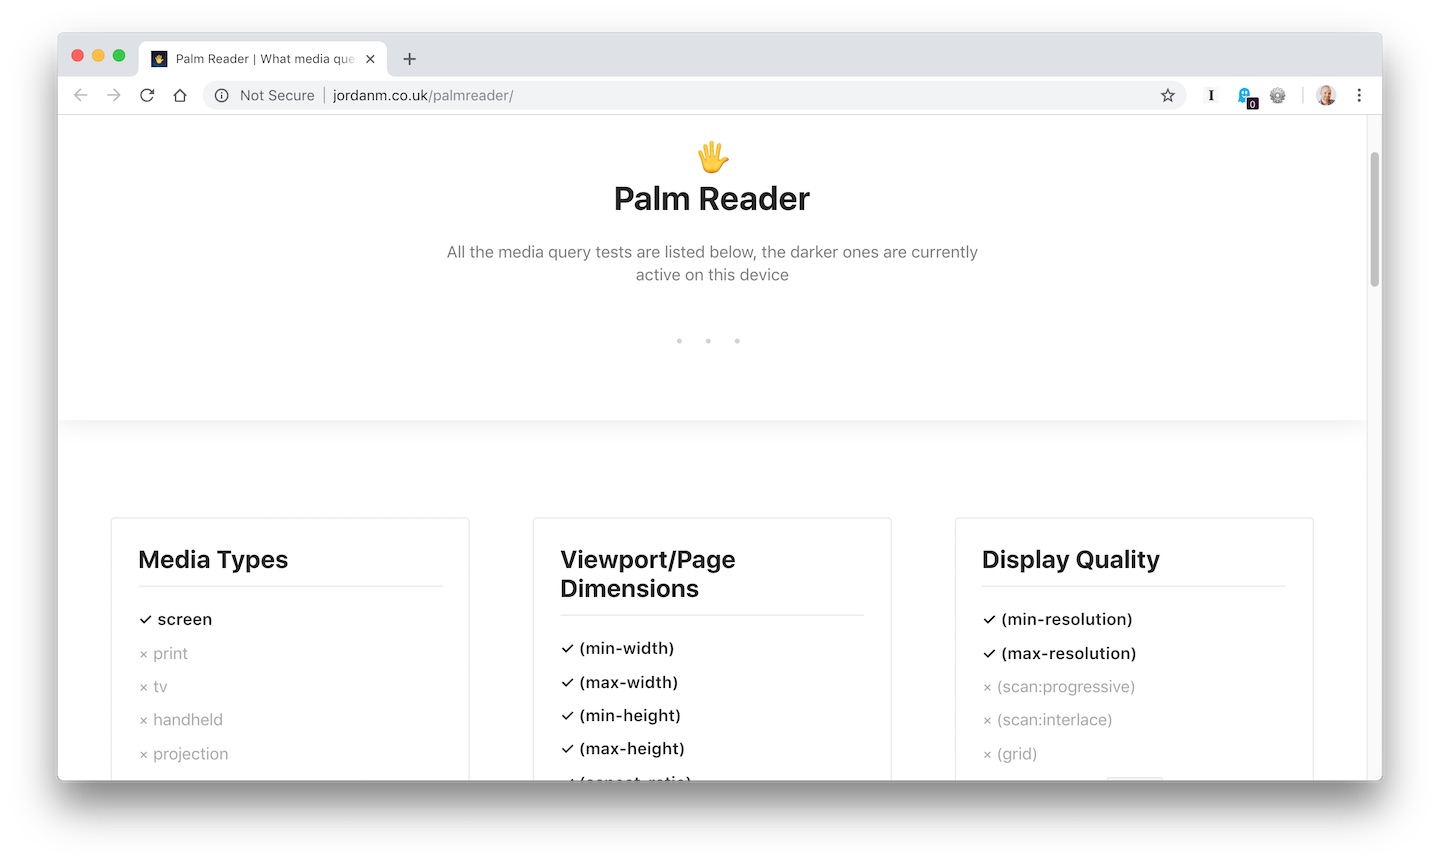 Palm Reader | What media que
Not Secure | jordanm.co.uk/palmreader/
I
0
Palm Reader
All the media query tests are listed below, the darker ones are currently
active on this device
Media Types
✓ screen
× print
× tv
× handheld
× projection
Viewport/Page
Dimensions
✓ (min-width)
✓ (max-width)
✓ (min-height)
✓ (max-height)
Display Quality
✓ (min-resolution)
✓ (max-resolution)
× (scan:progressive)
× (scan:interlace)
× (grid)